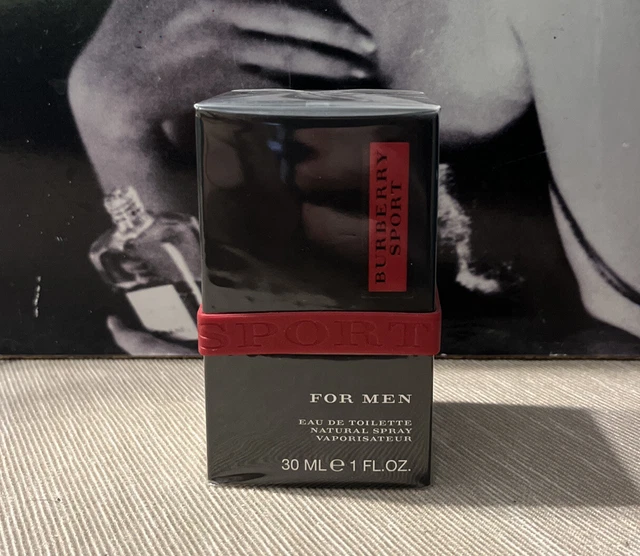 BURBERRY
SPORT
SPORT
FOR MEN
EAU DE TOILETTE
NATURAL SPRAY
VAPORISATEUR
30 ML ℮ 1 FL.OZ.